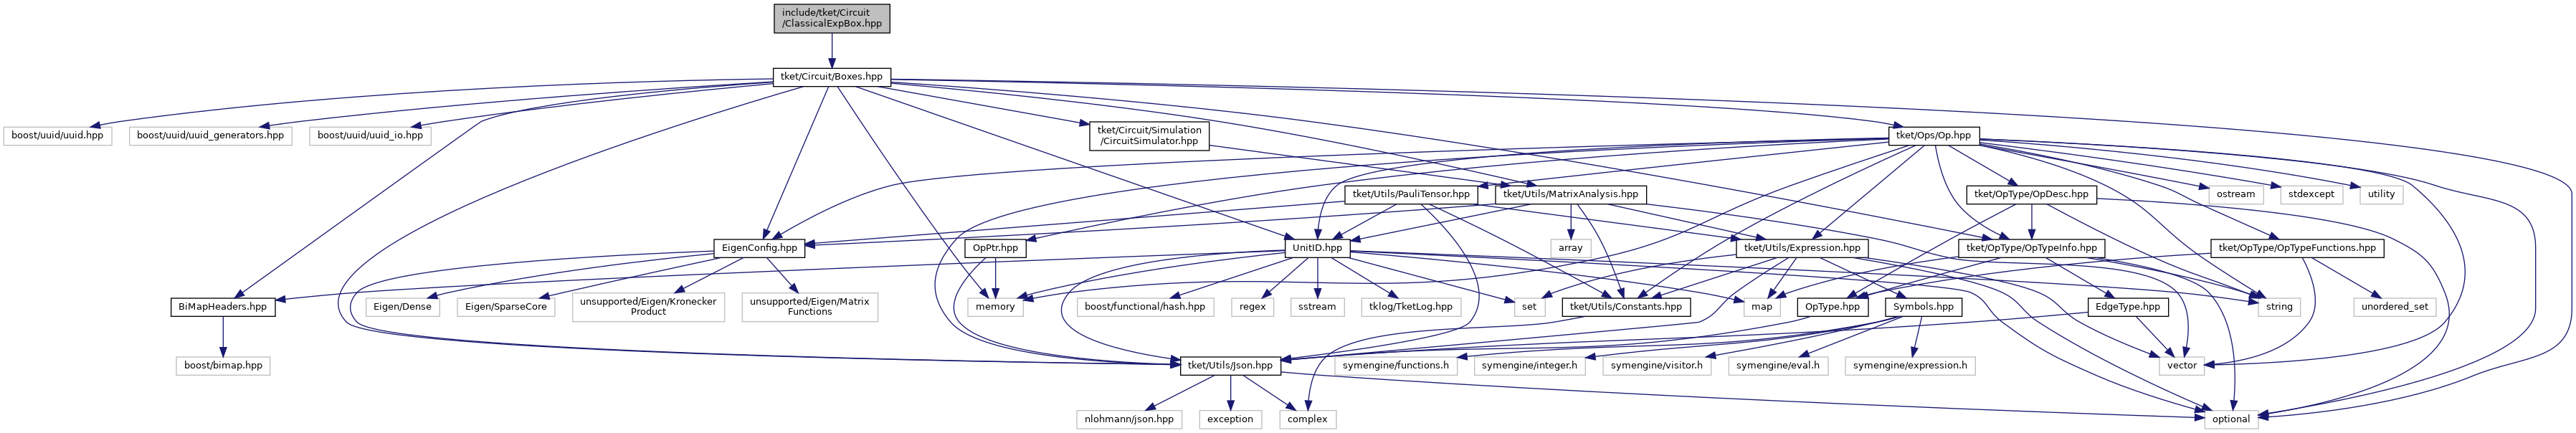 include/tket/Circuit
/ClassicalExpBox.hpp
tket/Circuit/Boxes.hpp
boost/uuid/uuid.hpp
boost/uuid/uuid_generators.hpp
boost/uuid/uuid_io.hpp
tket/Circuit/Simulation
/CircuitSimulator.hpp
tket/Ops/Op.hpp
tket/Utils/PauliTensor.hpp
tket/Utils/MatrixAnalysis.hpp
tket/OpType/OpDesc.hpp
ostream
stdexcept
utility
EigenConfig.hpp
OpPtr.hpp
UnitID.hpp
array
tket/Utils/Expression.hpp
tket/OpType/OpTypeInfo.hpp
tket/OpType/OpTypeFunctions.hpp
BiMapHeaders.hpp
Eigen/Dense
Eigen/SparseCore
unsupported/Eigen/Kronecker
Product
unsupported/Eigen/Matrix
Functions
memory
boost/functional/hash.hpp
regex
sstream
tklog/TketLog.hpp
set
tket/Utils/Constants.hpp
map
OpType.hpp
Symbols.hpp
EdgeType.hpp
string
unordered_set
boost/bimap.hpp
tket/Utils/Json.hpp
symengine/functions.h
symengine/integer.h
symengine/visitor.h
symengine/eval.h
symengine/expression.h
vector
nlohmann/json.hpp
exception
complex
optional